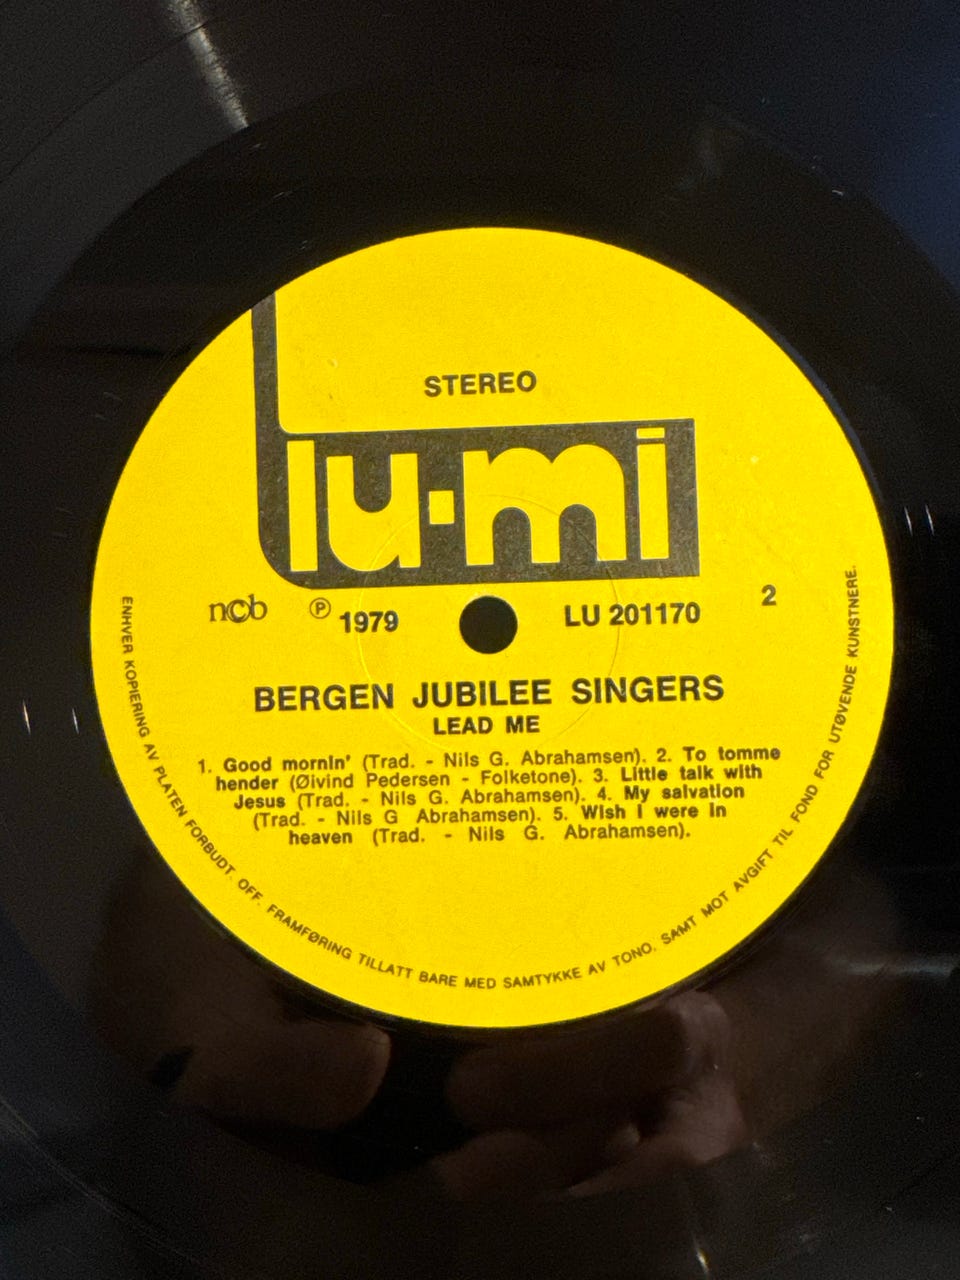 STEREO
lu·mi
ncb ℗ 1979 LU 201170 2
BERGEN JUBILEE SINGERS
LEAD ME
1. Good mornin' (Trad. - Nils G. Abrahamsen). 2. To tomme
hender (Øivind Pedersen - Folketone). 3. Little talk with
Jesus (Trad. - Nils G. Abrahamsen). 4. My salvation
(Trad. - Nils G Abrahamsen). 5. Wish I were in
heaven (Trad. - Nils G. Abrahamsen).
ENHVER KOPIERING AV PLATEN FORBUDT. OFF. FRAMFØRING TILLATT BARE MED SAMTYKKE AV TONO, SAMT MOT AVGIFT TIL FOND FOR UTØVENDE KUNSTNERE.